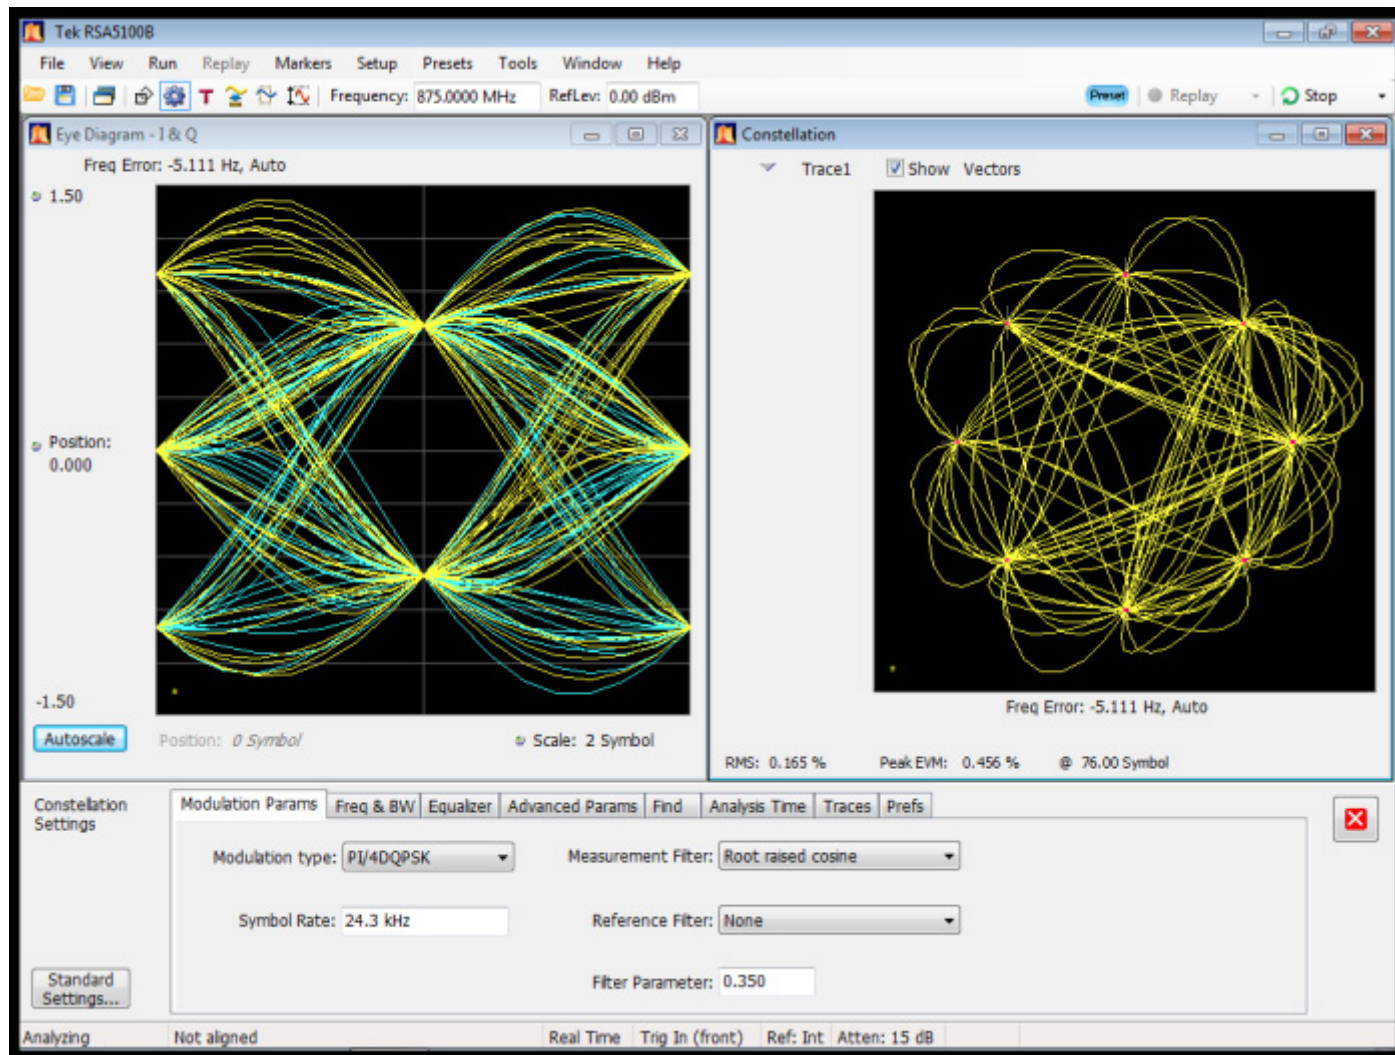 Tek RSA5100B
File View Run Replay Markers Setup Presets Tools Window Help
T Frequency: 875.0000 MHz RefLev: 0.00 dBm Preset Replay Stop
Eye Diagram - I & Q
Freq Error: -5.111 Hz, Auto
1.50
Position:
0.000
-1.50
Autoscale Position: 0 Symbol Scale: 2 Symbol
Constellation
Trace1 Show Vectors
Freq Error: -5.111 Hz, Auto
RMS: 0.165 % Peak EVM: 0.456 % @ 76.00 Symbol
Constellation
Settings
Modulation Params Freq & BW Equalizer Advanced Params Find Analysis Time Traces Prefs
Modulation type: PI/4DQPSK Measurement Filter: Root raised cosine
Symbol Rate: 24.3 kHz Reference Filter: None
Filter Parameter: 0.350
Standard
Settings...
Analyzing Not aligned Real Time Trig In (front) Ref: Int Atten: 15 dB